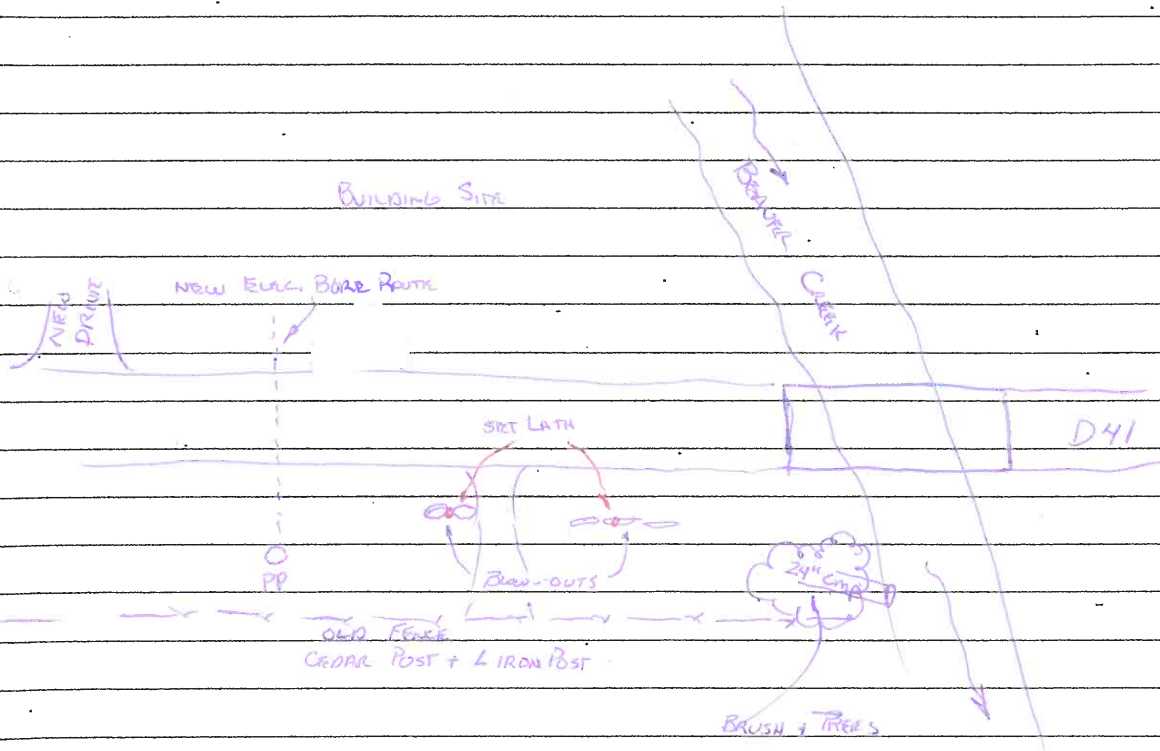 BUILDING SITE
BEAVER
CREEK
NEW ELEC. BORE ROUTE
NEW
DRIVE
SET LATH
D41
24" CMP
PP
BLOW-OUTS
OLD FENCE
CEDAR POST + L IRON POST
BRUSH + TREES